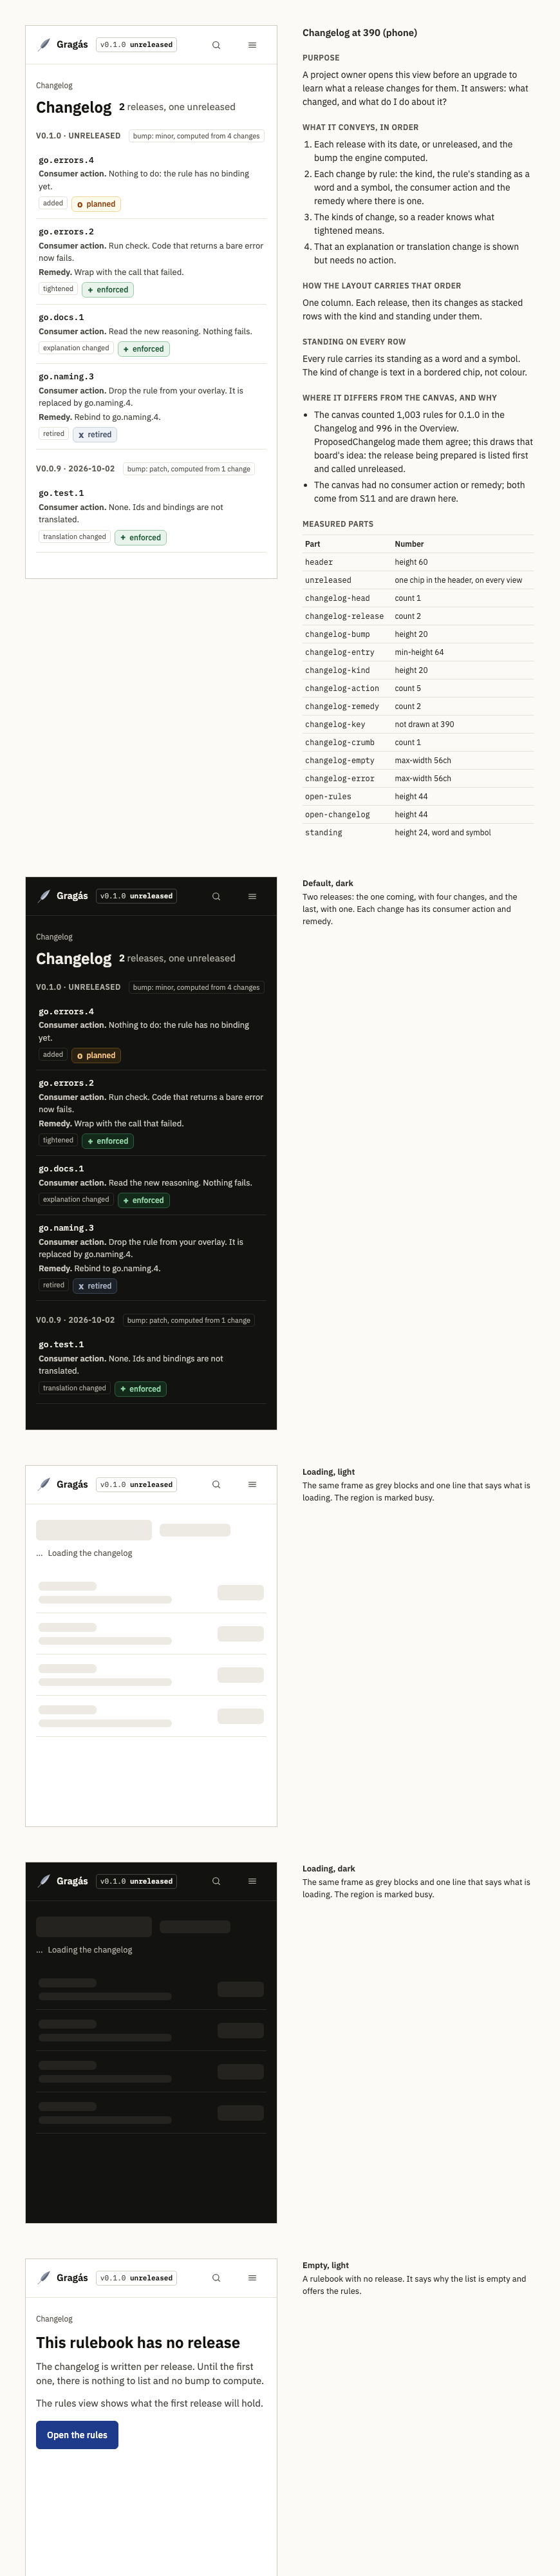 Gragás
v0.1.0 unreleased
Changelog
Changelog 2 releases, one unreleased
V0.1.0 · UNRELEASED
bump: minor, computed from 4 changes
go.errors.4
Consumer action. Nothing to do: the rule has no binding
yet.
added
o planned
go.errors.2
Consumer action. Run check. Code that returns a bare error
now fails.
Remedy. Wrap with the call that failed.
tightened
+ enforced
go.docs.1
Consumer action. Read the new reasoning. Nothing fails.
explanation changed
+ enforced
go.naming.3
Consumer action. Drop the rule from your overlay. It is
replaced by go.naming.4.
Remedy. Rebind to go.naming.4.
retired
x retired
V0.0.9 · 2026-10-02
bump: patch, computed from 1 change
go.test.1
Consumer action. None. Ids and bindings are not
translated.
translation changed
+ enforced
Changelog at 390 (phone)
PURPOSE
A project owner opens this view before an upgrade to
learn what a release changes for them. It answers: what
changed, and what do I do about it?
WHAT IT CONVEYS, IN ORDER
1. Each release with its date, or unreleased, and the
bump the engine computed.
2. Each change by rule: the kind, the rule's standing as a
word and a symbol, the consumer action and the
remedy where there is one.
3. The kinds of change, so a reader knows what
tightened means.
4. That an explanation or translation change is shown
but needs no action.
HOW THE LAYOUT CARRIES THAT ORDER
One column. Each release, then its changes as stacked
rows with the kind and standing under them.
STANDING ON EVERY ROW
Every rule carries its standing as a word and a symbol.
The kind of change is text in a bordered chip, not colour.
WHERE IT DIFFERS FROM THE CANVAS, AND WHY
• The canvas counted 1,003 rules for 0.1.0 in the
Changelog and 996 in the Overview.
ProposedChangelog made them agree; this draws that
board's idea: the release being prepared is listed first
and called unreleased.
• The canvas had no consumer action or remedy; both
come from S11 and are drawn here.
MEASURED PARTS
Part Number
header height 60
unreleased one chip in the header, on every view
changelog-head count 1
changelog-release count 2
changelog-bump height 20
changelog-entry min-height 64
changelog-kind height 20
changelog-action count 5
changelog-remedy count 2
changelog-key not drawn at 390
changelog-crumb count 1
changelog-empty max-width 56ch
changelog-error max-width 56ch
open-rules height 44
open-changelog height 44
standing height 24, word and symbol
Gragás
v0.1.0 unreleased
Changelog
Changelog 2 releases, one unreleased
V0.1.0 · UNRELEASED
bump: minor, computed from 4 changes
go.errors.4
Consumer action. Nothing to do: the rule has no binding
yet.
added
o planned
go.errors.2
Consumer action. Run check. Code that returns a bare error
now fails.
Remedy. Wrap with the call that failed.
tightened
+ enforced
go.docs.1
Consumer action. Read the new reasoning. Nothing fails.
explanation changed
+ enforced
go.naming.3
Consumer action. Drop the rule from your overlay. It is
replaced by go.naming.4.
Remedy. Rebind to go.naming.4.
retired
x retired
V0.0.9 · 2026-10-02
bump: patch, computed from 1 change
go.test.1
Consumer action. None. Ids and bindings are not
translated.
translation changed
+ enforced
Default, dark
Two releases: the one coming, with four changes, and the
last, with one. Each change has its consumer action and
remedy.
Gragás
v0.1.0 unreleased
... Loading the changelog
Loading, light
The same frame as grey blocks and one line that says what is
loading. The region is marked busy.
Gragás
v0.1.0 unreleased
... Loading the changelog
Loading, dark
The same frame as grey blocks and one line that says what is
loading. The region is marked busy.
Gragás
v0.1.0 unreleased
Changelog
This rulebook has no release
The changelog is written per release. Until the first
one, there is nothing to list and no bump to compute.
The rules view shows what the first release will hold.
Open the rules
Empty, light
A rulebook with no release. It says why the list is empty and
offers the rules.